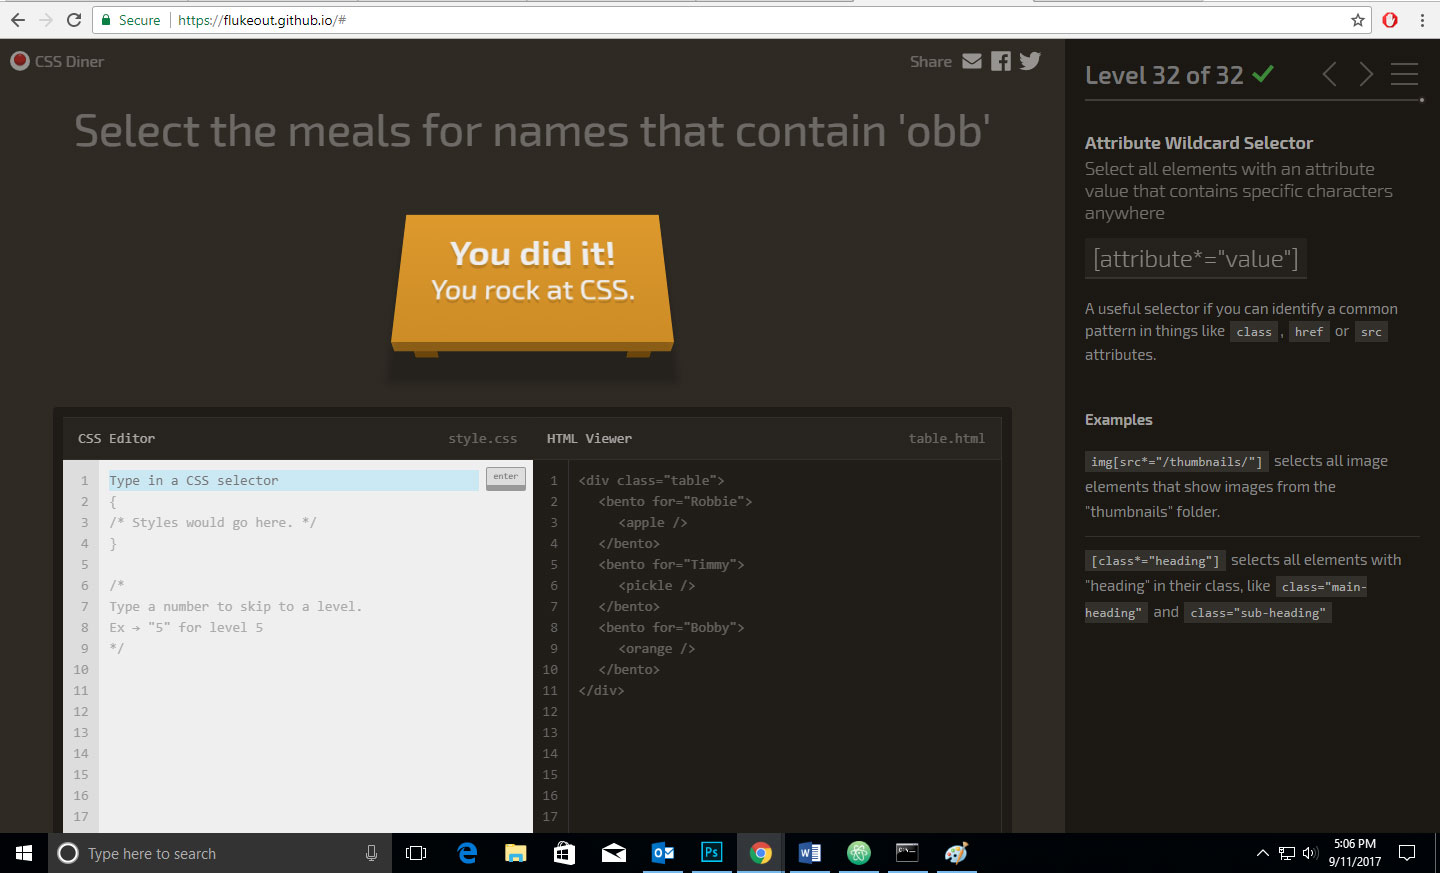 Secure https://flukeout.github.io/#
CSS Diner
Share
Select the meals for names that contain 'obb'
You did it!
You rock at CSS.
CSS Editor style.css
enter
1 Type in a CSS selector
2 {
3 /* Styles would go here. */
4 }
5
6 /*
7 Type a number to skip to a level.
8 Ex → "5" for level 5
9 */
10
11
12
13
14
15
16
17
HTML Viewer table.html
1 <div class="table">
2 <bento for="Robbie">
3 <apple />
4 </bento>
5 <bento for="Timmy">
6 <pickle />
7 </bento>
8 <bento for="Bobby">
9 <orange />
10 </bento>
11 </div>
12
13
14
15
16
17
Level 32 of 32
Attribute Wildcard Selector
Select all elements with an attribute
value that contains specific characters
anywhere
[attribute*="value"]
A useful selector if you can identify a common
pattern in things like class , href or src
attributes.
Examples
img[src*="/thumbnails/"] selects all image
elements that show images from the
"thumbnails" folder.
[class*="heading"] selects all elements with
"heading" in their class, like class="main-
heading" and class="sub-heading"
Type here to search
Ps
5:06 PM
9/11/2017